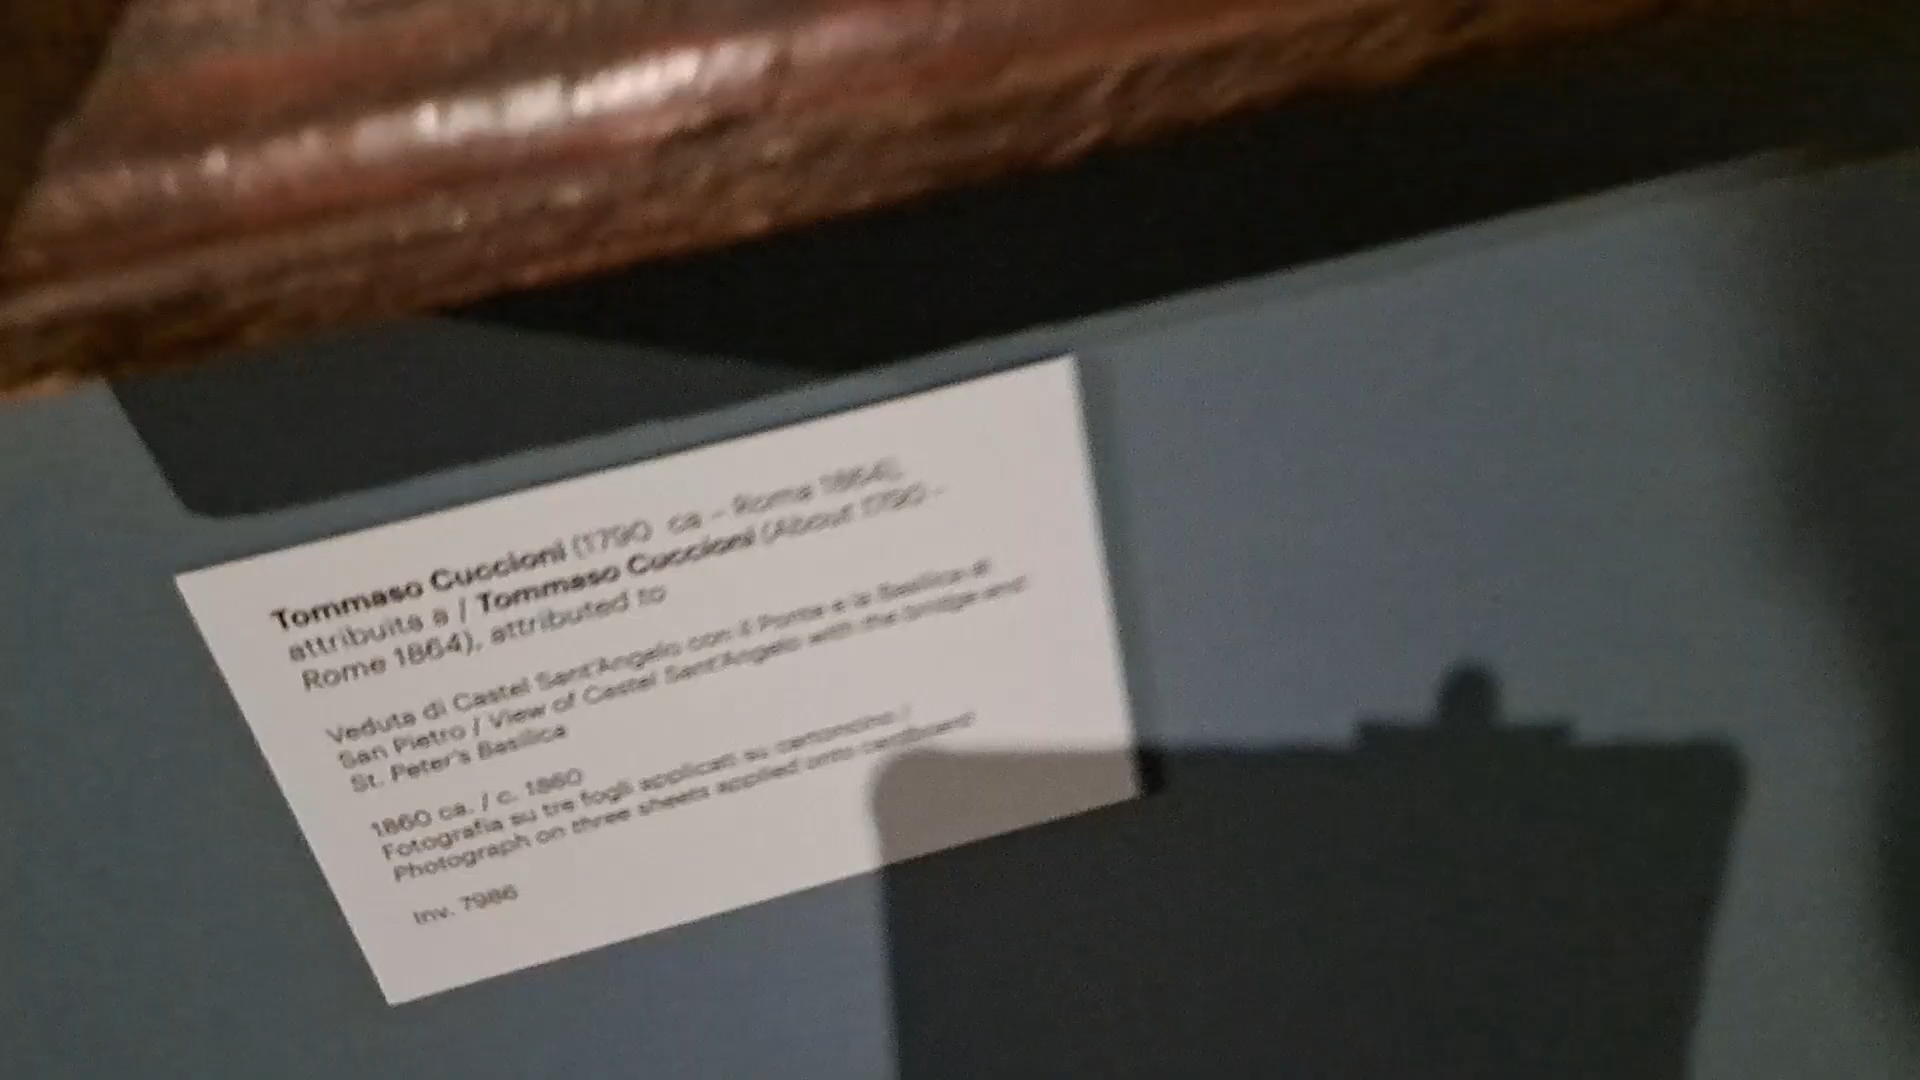 Tommaso Cuccioni (1790 ca - Roma 1864),
attribuita a / Tommaso Cuccioni (About 1790 -
Rome 1864), attributed to
Veduta di Castel Sant'Angelo con il Ponte e la Basilica di
San Pietro / View of Castel Sant'Angelo with the bridge and
St. Peter's Basilica
1860 ca. / c. 1860
Fotografia su tre fogli applicati su cartoncino /
Photograph on three sheets applied onto cardboard
Inv. 7986